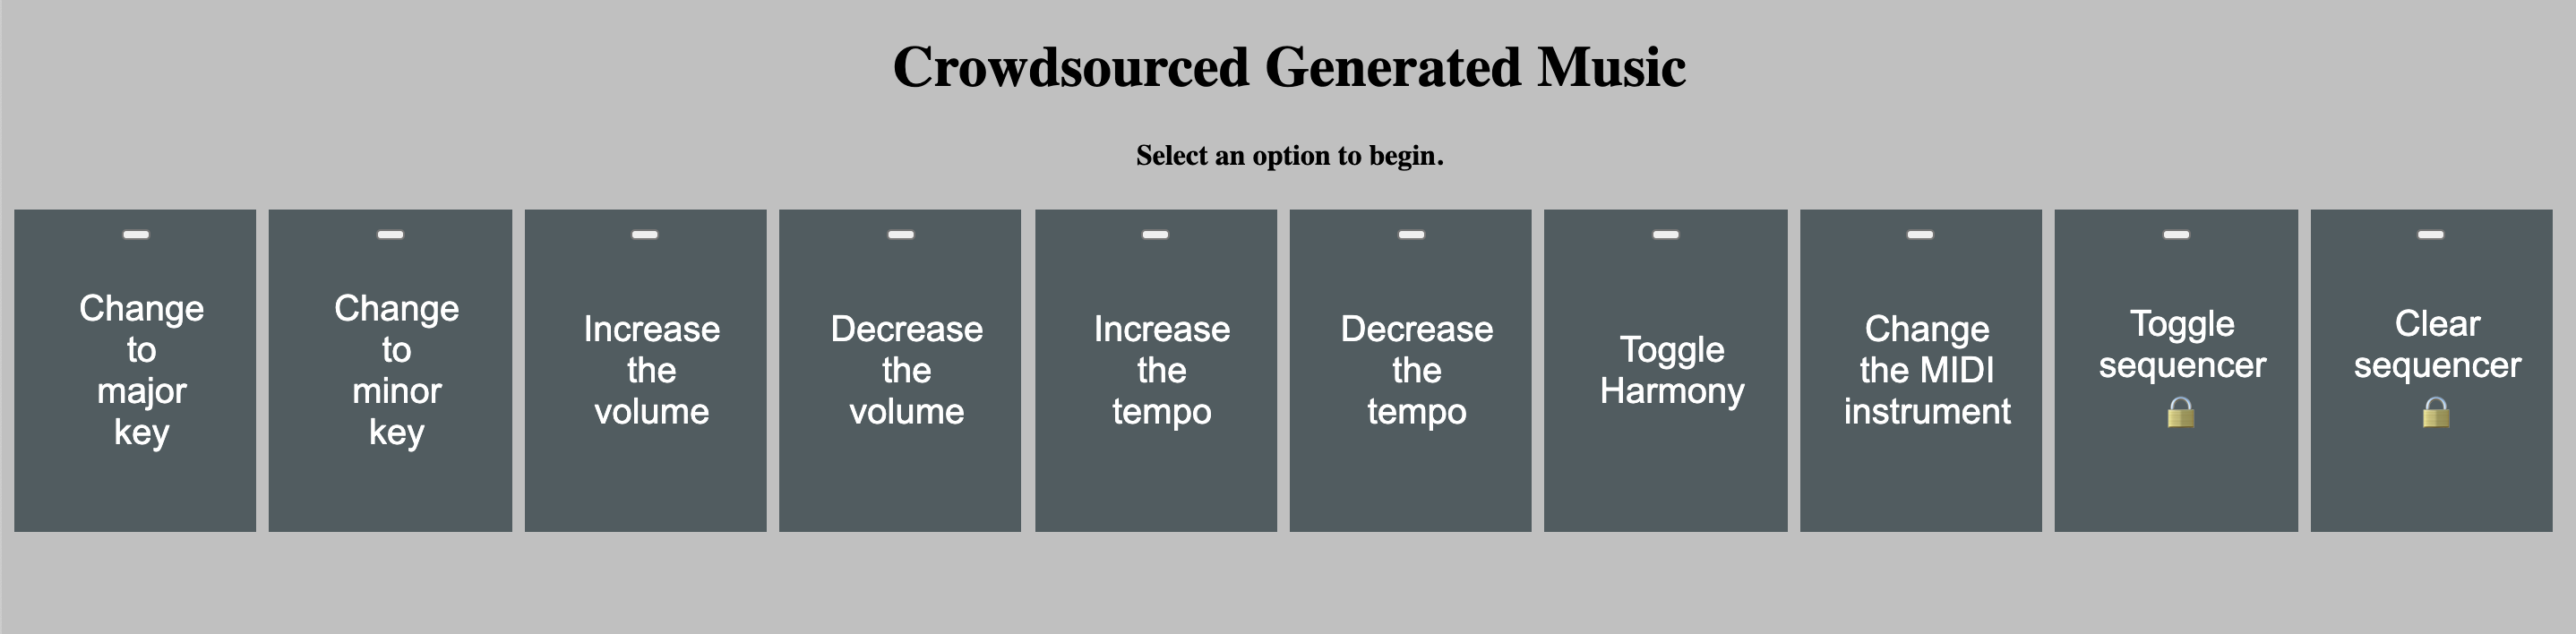 Crowdsourced Generated Music
Select an option to begin.
Change
to
major
key
Change
to
minor
key
Increase
the
volume
Decrease
the
volume
Increase
the
tempo
Decrease
the
tempo
Toggle
Harmony
Change
the MIDI
instrument
Toggle
sequencer
Clear
sequencer